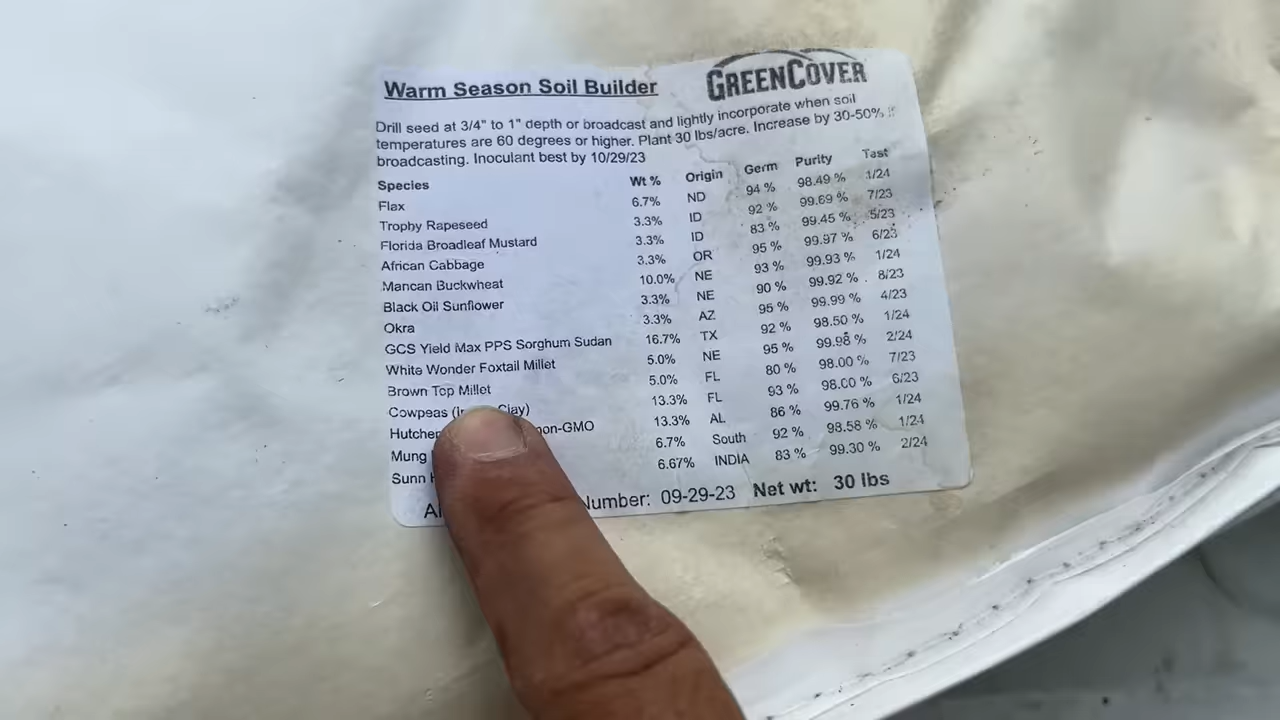 Warm Season Soil Builder GREENCOVER
Drill seed at 3/4" to 1" depth or broadcast and lightly incorporate when soil
temperatures are 60 degrees or higher. Plant 30 lbs/acre. Increase by 30-50% if
broadcasting. Inoculant best by 10/29/23
Species Wt % Origin Germ Purity Test
Flax 6.7% ND 94 % 98.49 % 1/24
Trophy Rapeseed 3.3% ID 92 % 99.69 % 7/23
Florida Broadleaf Mustard 3.3% ID 83 % 99.45 % 5/23
African Cabbage 3.3% OR 95 % 99.97 % 6/23
Mancan Buckwheat 10.0% NE 93 % 99.93 % 1/24
Black Oil Sunflower 3.3% NE 90 % 99.92 % 8/23
Okra 3.3% AZ 95 % 99.99 % 4/23
GCS Yield Max PPS Sorghum Sudan 16.7% TX 92 % 98.50 % 1/24
White Wonder Foxtail Millet 5.0% NE 95 % 99.98 % 2/24
Brown Top Millet 5.0% FL 80 % 98.00 % 7/23
Cowpeas Clay) 13.3% FL 93 % 98.00 % 6/23
non-GMO 13.3% AL 86 % 99.76 % 1/24
Mung 6.7% South 92 % 98.58 % 1/24
Sunn 6.67% INDIA 83 % 99.30 % 2/24
Number: 09-29-23 Net wt: 30 lbs